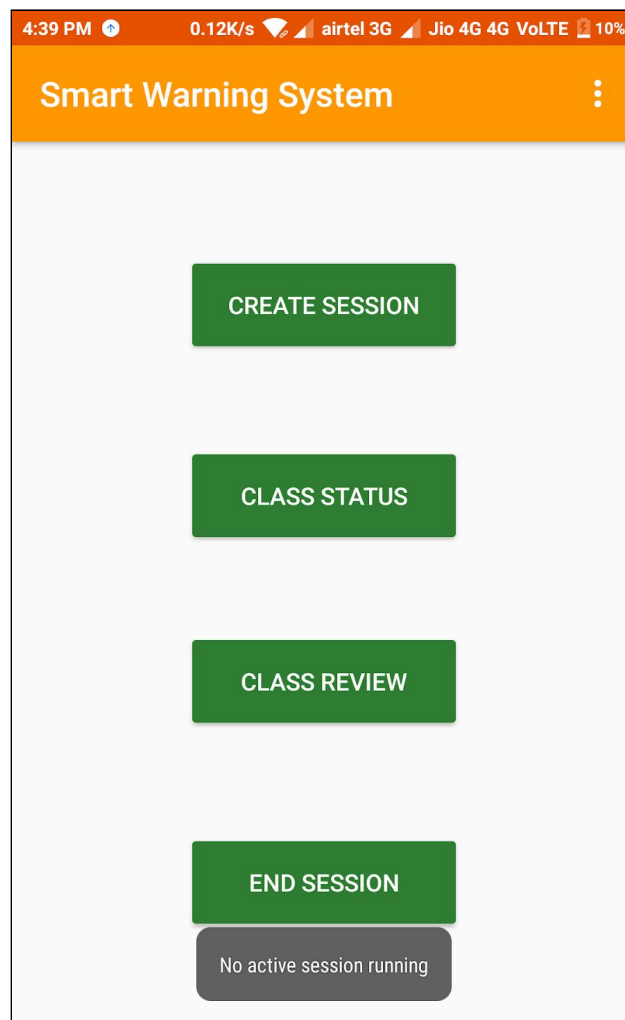 4:39 PM 0.12K/s airtel 3G Jio 4G 4G VoLTE 10%
Smart Warning System
CREATE SESSION
CLASS STATUS
CLASS REVIEW
END SESSION
No active session running